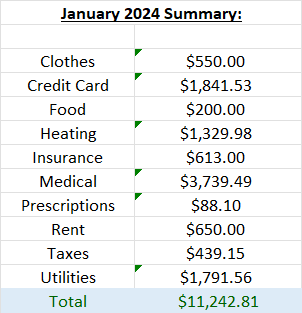 January 2024 Summary:
Clothes $550.00
Credit Card $1,841.53
Food $200.00
Heating $1,329.98
Insurance $613.00
Medical $3,739.49
Prescriptions $88.10
Rent $650.00
Taxes $439.15
Utilities $1,791.56
Total $11,242.81